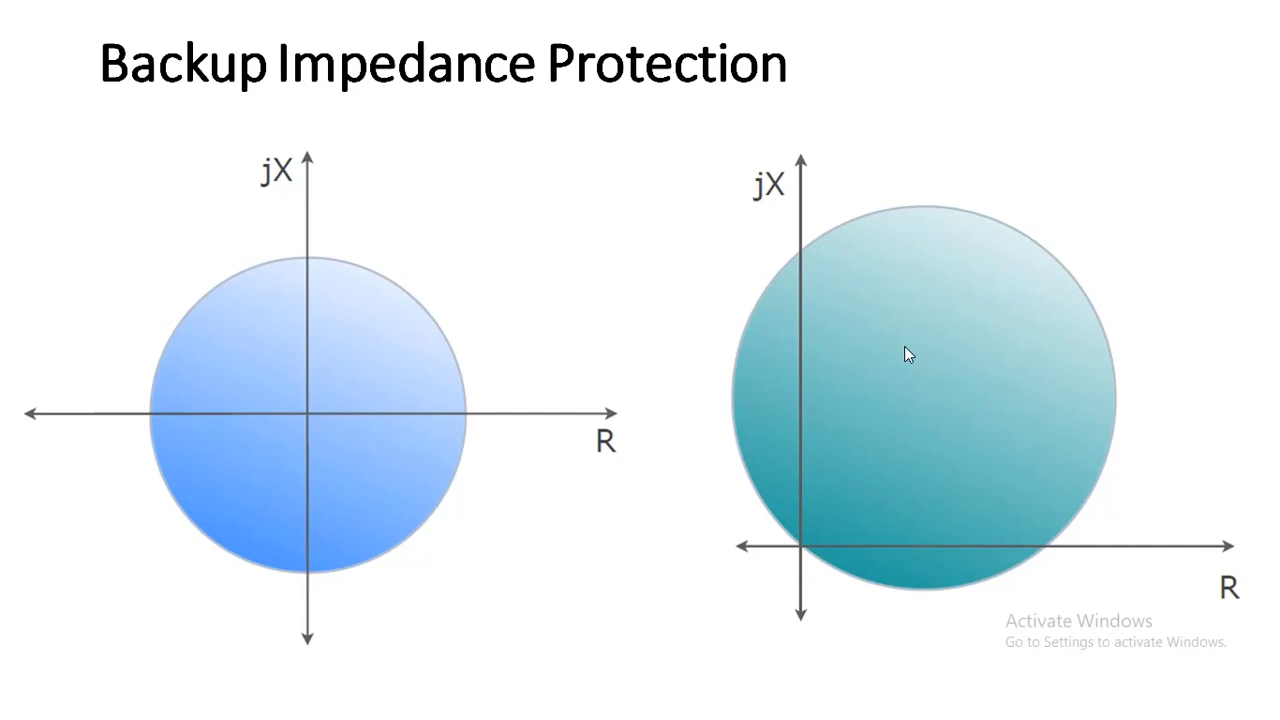 Backup Impedance Protection
jX
R
jX
R
Activate Windows
Go to Settings to activate Windows.